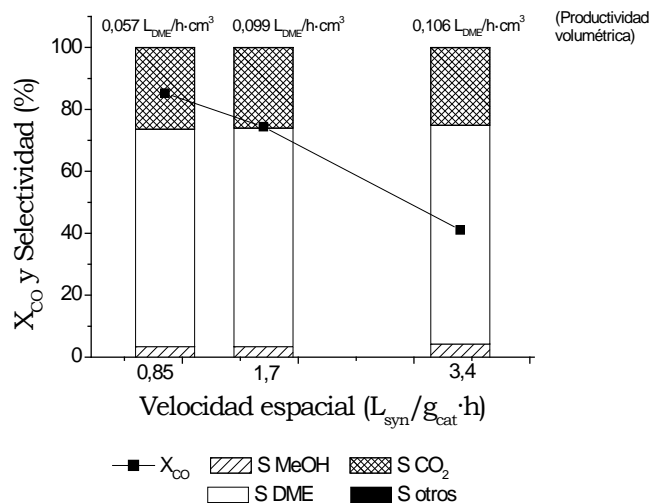 0,057 L_DME/h·cm³ 0,099 L_DME/h·cm³ 0,106 L_DME/h·cm³ (Productividad
volumétrica)
100
80
60
40
20
0
X_CO y Selectividad (%)
0,85 1,7 3,4
Velocidad espacial (L_syn/g_cat·h)
X_CO S MeOH S CO₂
S DME S otros